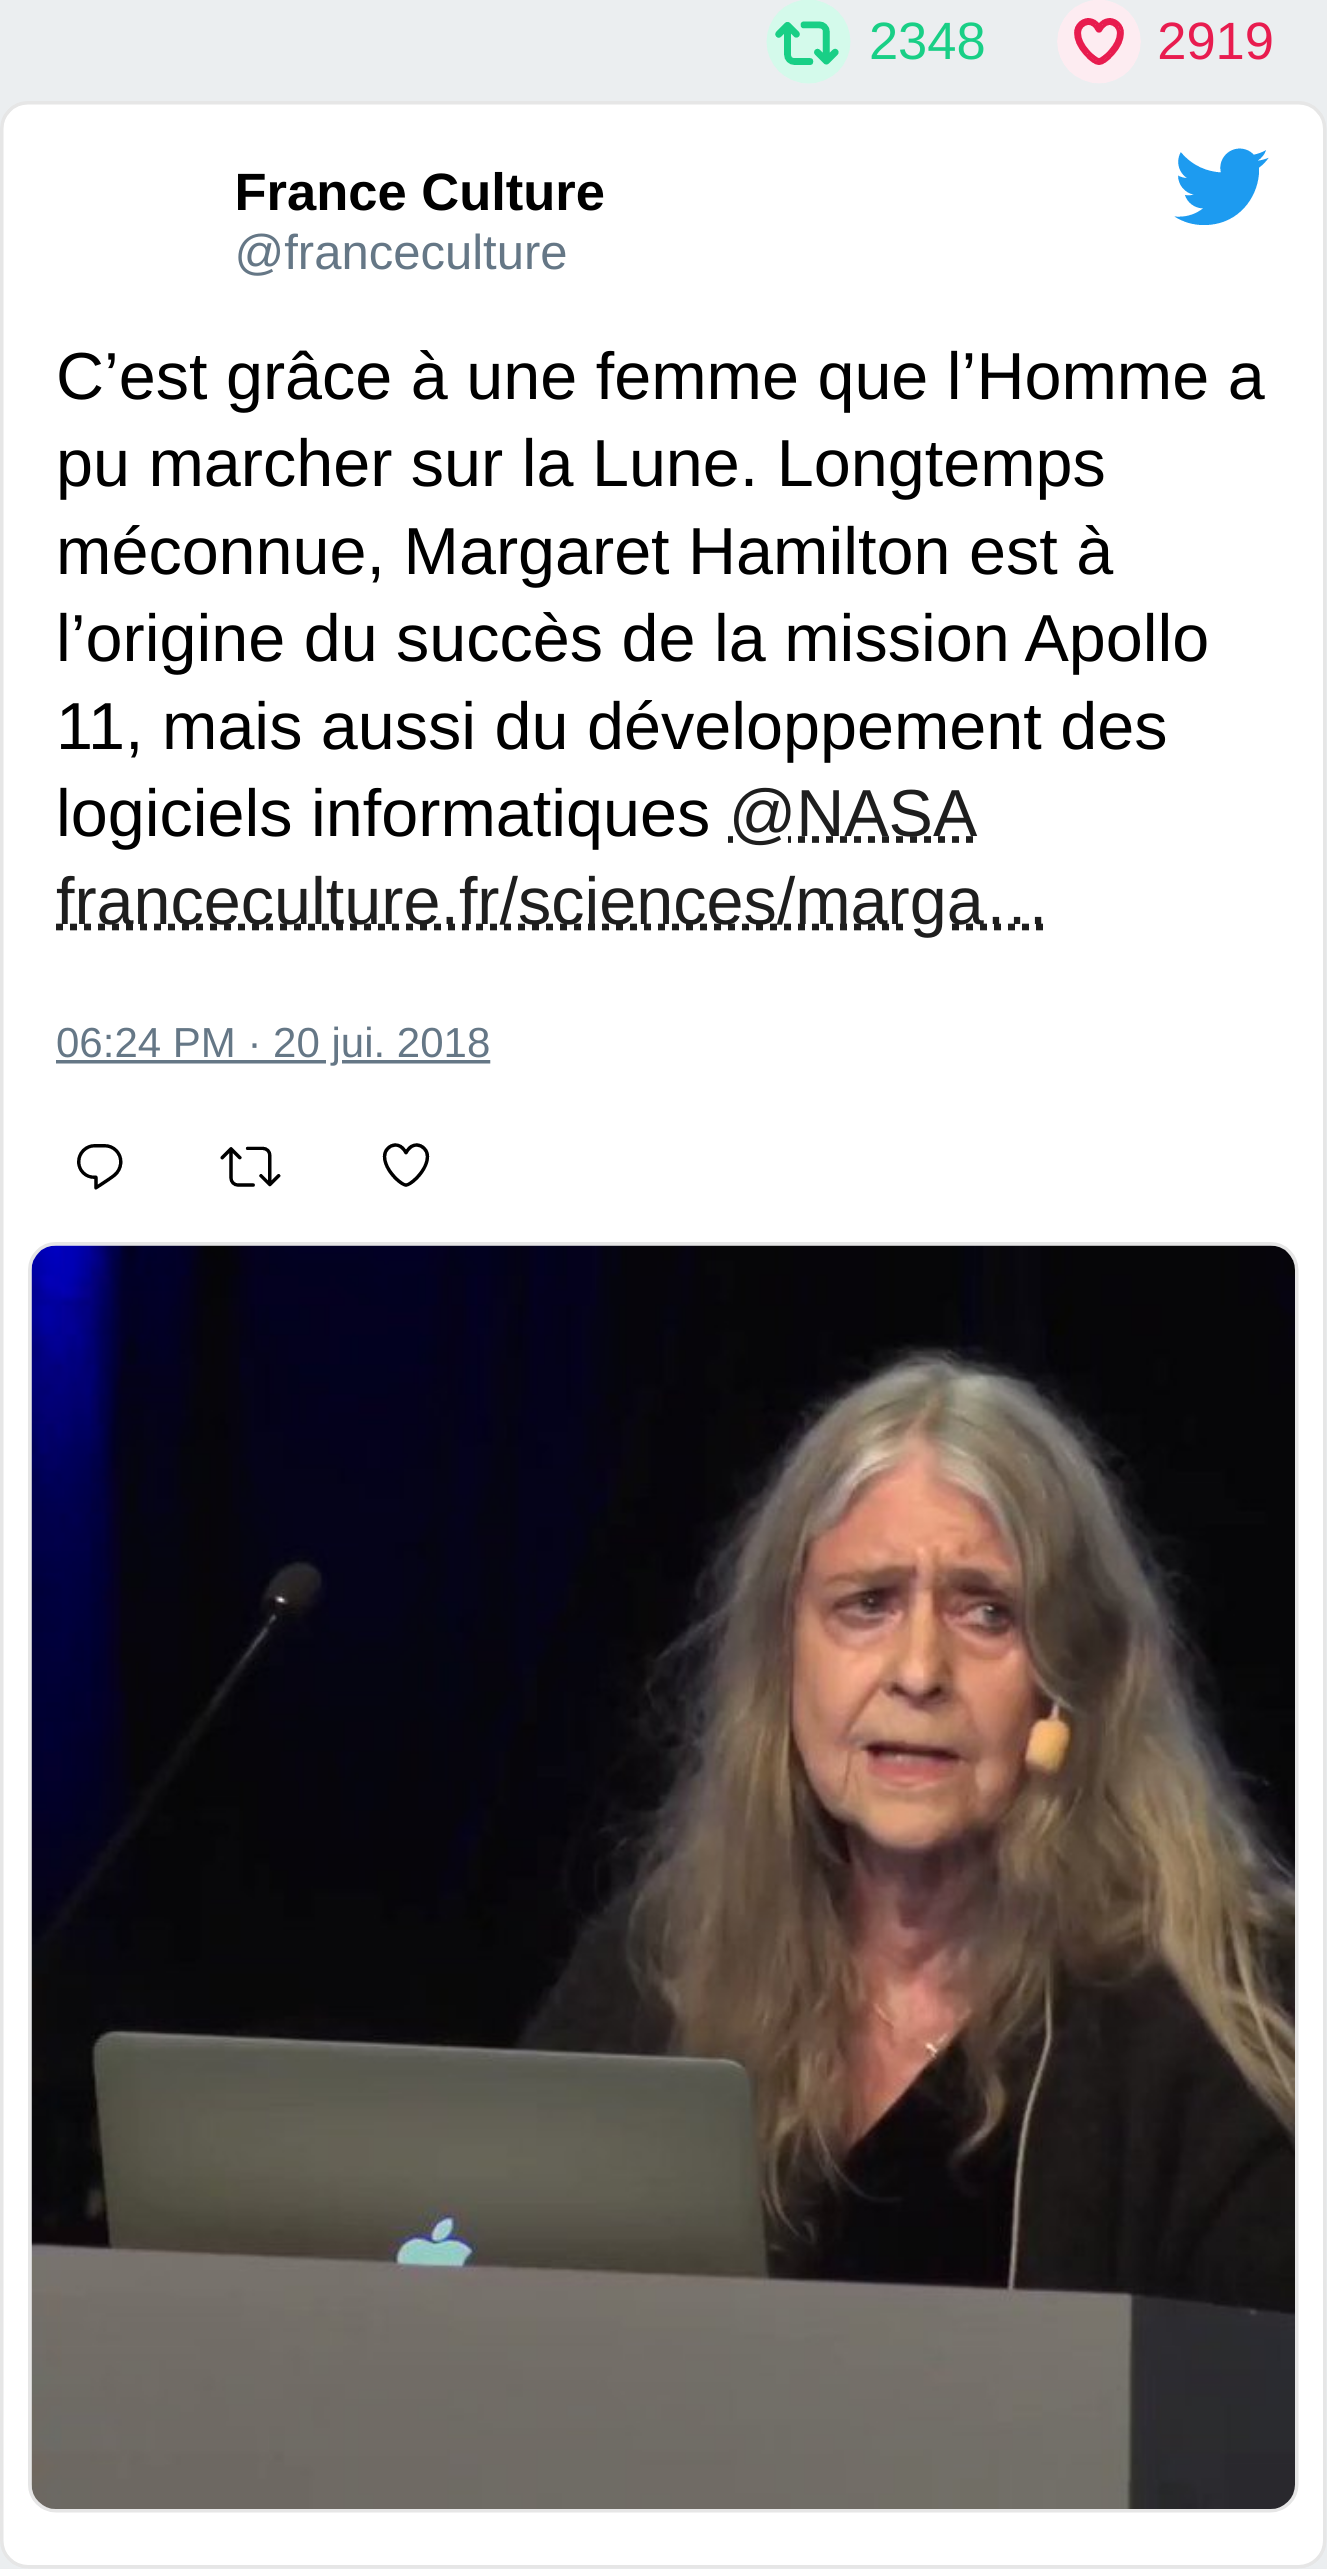 2348 2919
France Culture
@franceculture
C’est grâce à une femme que l’Homme a
pu marcher sur la Lune. Longtemps
méconnue, Margaret Hamilton est à
l’origine du succès de la mission Apollo
11, mais aussi du développement des
logiciels informatiques @NASA
franceculture.fr/sciences/marga…
06:24 PM · 20 jui. 2018